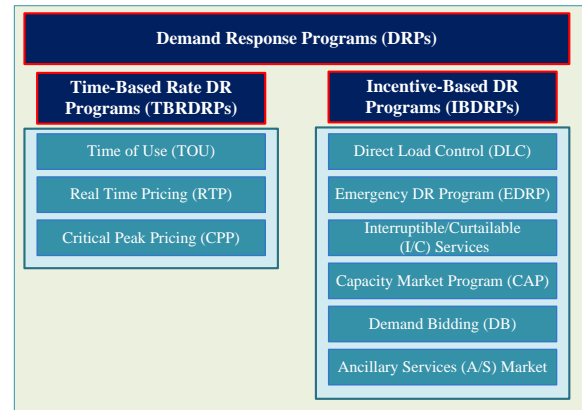 Demand Response Programs (DRPs)
Time-Based Rate DR
Programs (TBRDRPs)
Time of Use (TOU)
Real Time Pricing (RTP)
Critical Peak Pricing (CPP)
Incentive-Based DR
Programs (IBDRPs)
Direct Load Control (DLC)
Emergency DR Program (EDRP)
Interruptible/Curtailable
(I/C) Services
Capacity Market Program (CAP)
Demand Bidding (DB)
Ancillary Services (A/S) Market